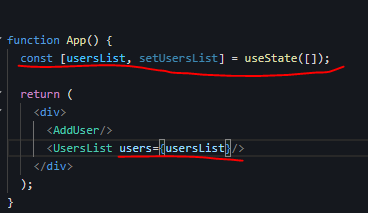 function App() {
const [usersList, setUsersList] = useState([]);
return (
<div>
<AddUser/>
<UsersList users={usersList}/>
</div>
);
}